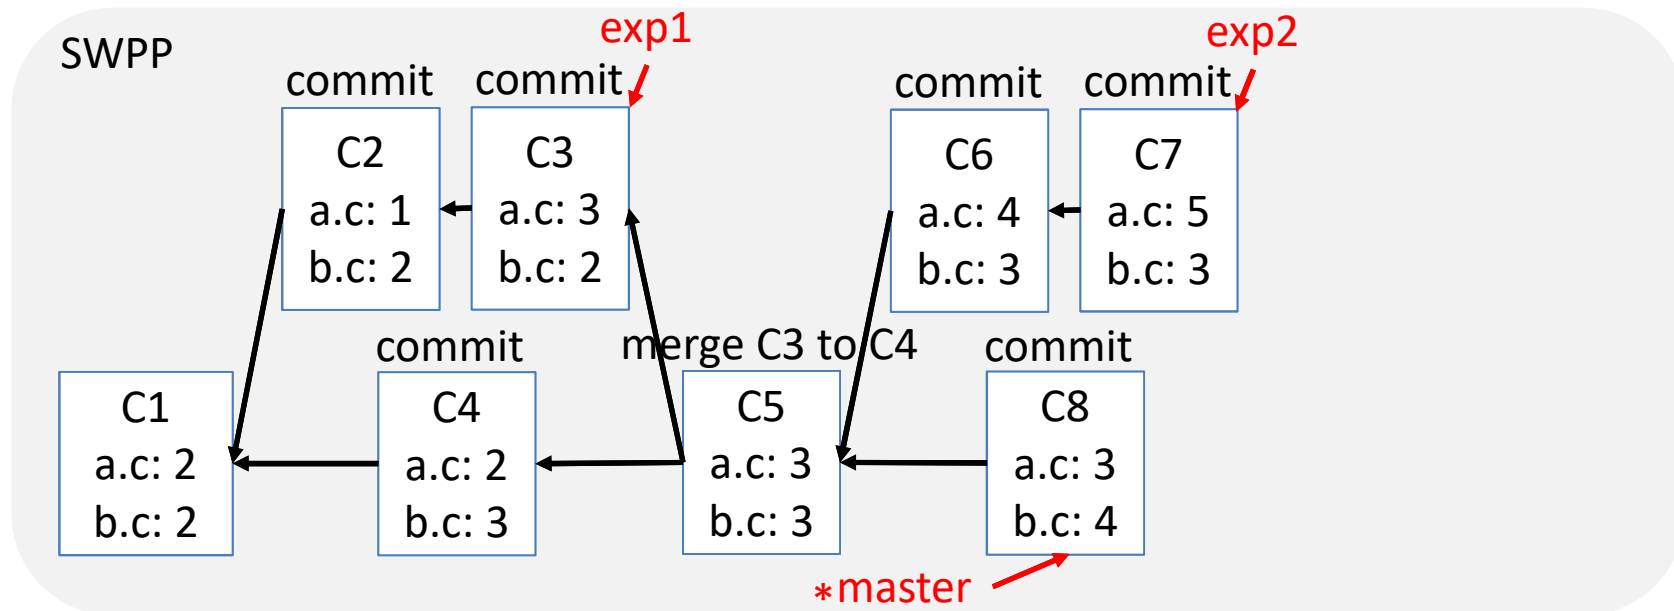 SWPP
exp1
exp2
commit
commit
commit
commit
C2
a.c: 1
b.c: 2
C3
a.c: 3
b.c: 2
C6
a.c: 4
b.c: 3
C7
a.c: 5
b.c: 3
commit
merge C3 to C4
commit
C1
a.c: 2
b.c: 2
C4
a.c: 2
b.c: 3
C5
a.c: 3
b.c: 3
C8
a.c: 3
b.c: 4
*master